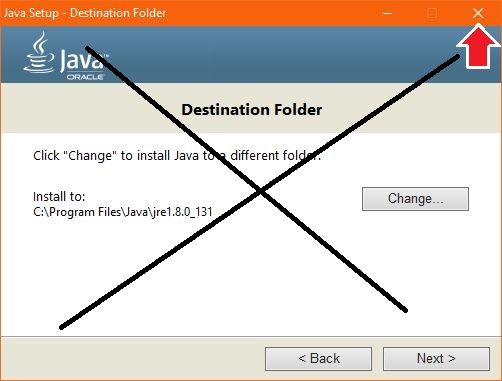 Java Setup - Destination Folder
Java™
ORACLE
Destination Folder
Click "Change" to install Java to a different folder.
Install to:
C:\Program Files\Java\jre1.8.0_131
Change...
< Back
Next >